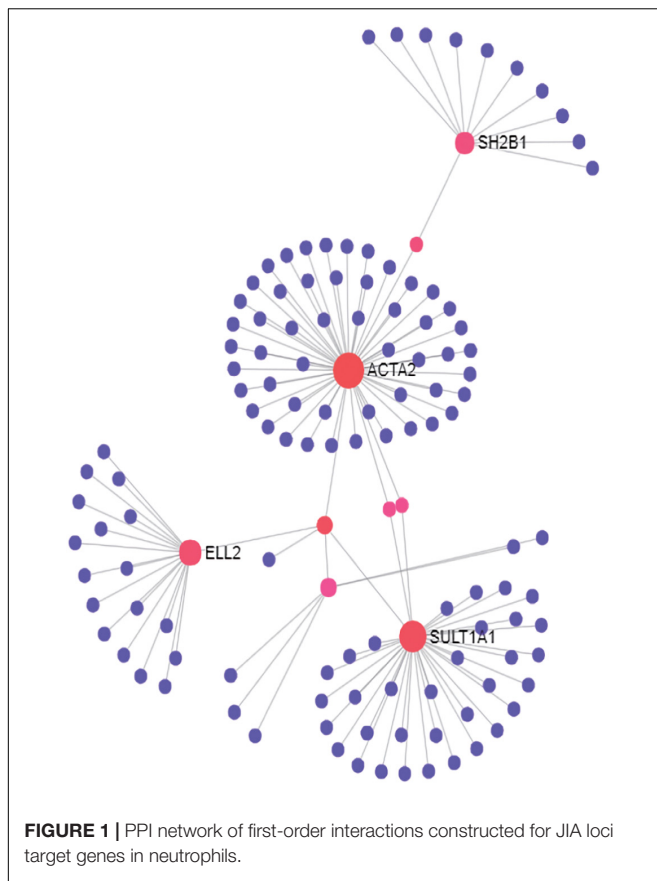 SH2B1
ACTA2
ELL2
SULT1A1
FIGURE 1 | PPI network of first-order interactions constructed for JIA loci
target genes in neutrophils.